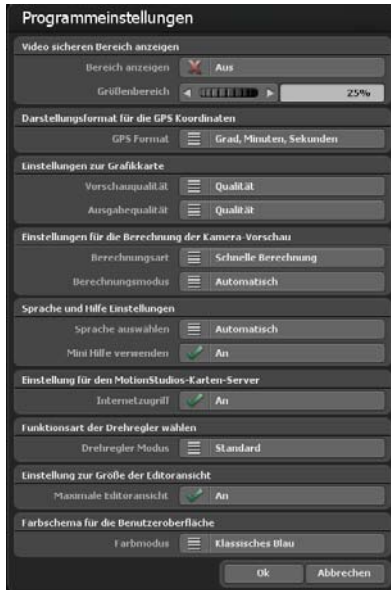 Programmeinstellungen
Video sicheren Bereich anzeigen
Bereich anzeigen Aus
Größenbereich 25%
Darstellungsformat für die GPS Koordinaten
GPS Format Grad, Minuten, Sekunden
Einstellungen zur Grafikkarte
Vorschauqualität Qualität
Ausgabequalität Qualität
Einstellungen für die Berechnung der Kamera-Vorschau
Berechnungsart Schnelle Berechnung
Berechnungsmodus Automatisch
Sprache und Hilfe Einstellungen
Sprache auswählen Automatisch
Mini Hilfe verwenden An
Einstellung für den MotionStudios-Karten-Server
Internetzugriff An
Funktionsart der Drehregler wählen
Drehregler Modus Standard
Einstellung zur Größe der Editoransicht
Maximale Editoransicht An
Farbschema für die Benutzeroberfläche
Farbmodus Klassisches Blau
Ok Abbrechen